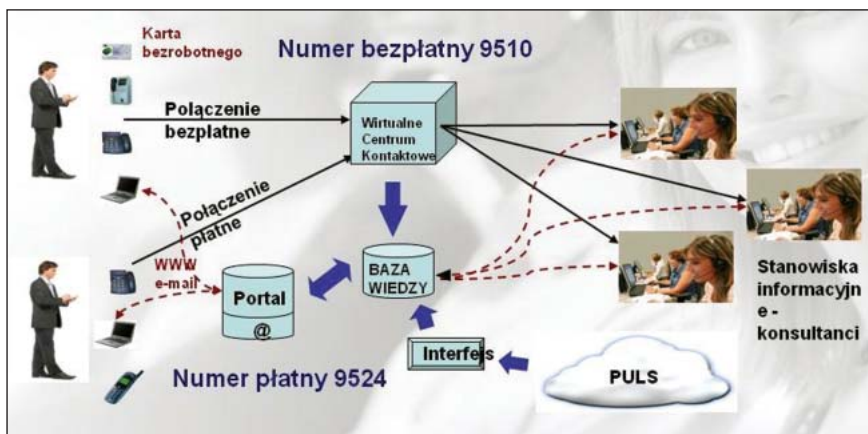 Karta
bezrobotnego
Numer bezpłatny 9510
Połączenie
bezpłatne
Wirtualne
Centrum
Kontaktowe
Połączenie
płatne
WWW
e-mail
Portal
@
BAZA
WIEDZY
Stanowiska
informacyjn
e -
konsultanci
Interfejs
PULS
Numer płatny 9524